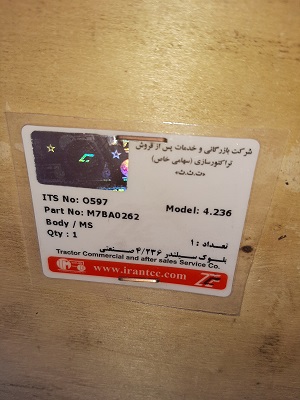 شرکت بازرگانی و خدمات پس از فروش
تراکتورسازی (سهامی خاص)
«ت.ت.ث»
ITS No: O597
Part No: M7BA0262
Model: 4.236
Body / MS
Qty : 1
تعداد : ۱
بلوک سیلندر ۴/۲۳۶ صنعتی
Tractor Commercial and after sales Service Co.
www.irantcc.com